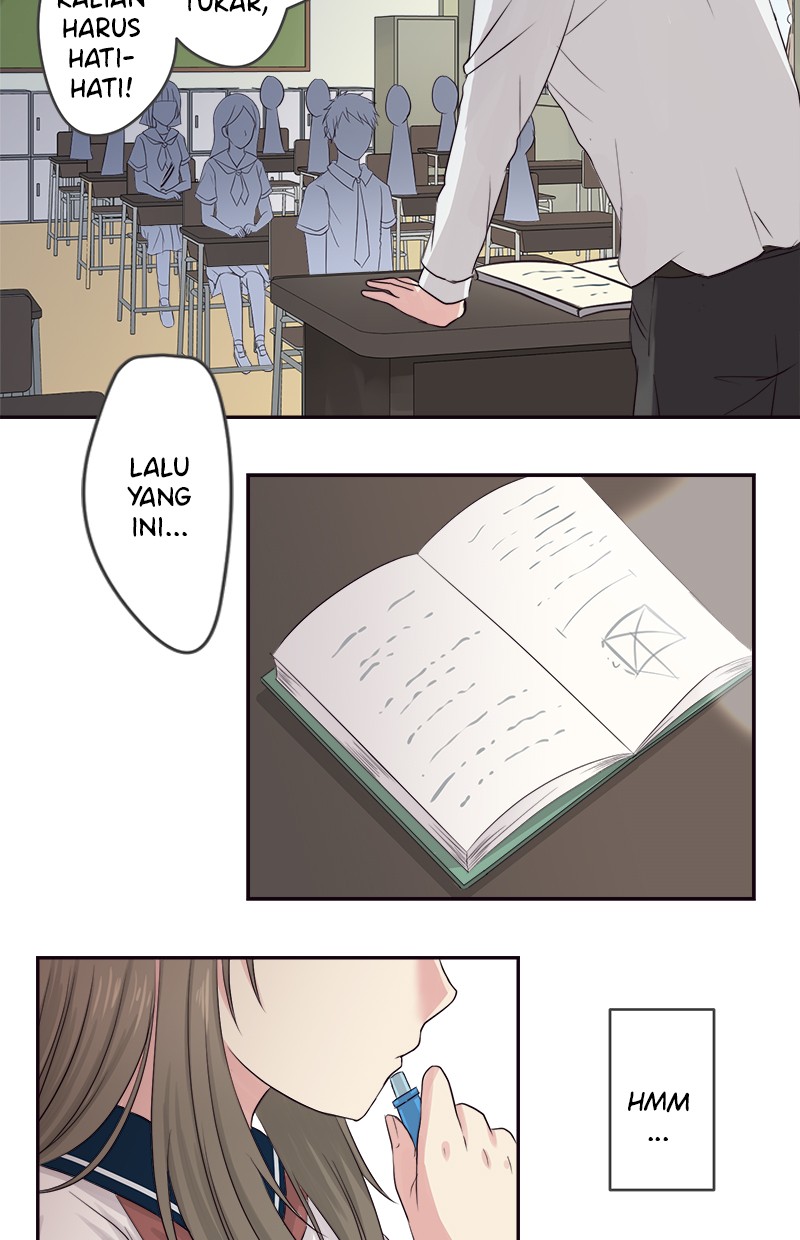 TUKAR,
KALIAN
HARUS
HATI-
HATI!
LALU
YANG
INI...
HMM
...